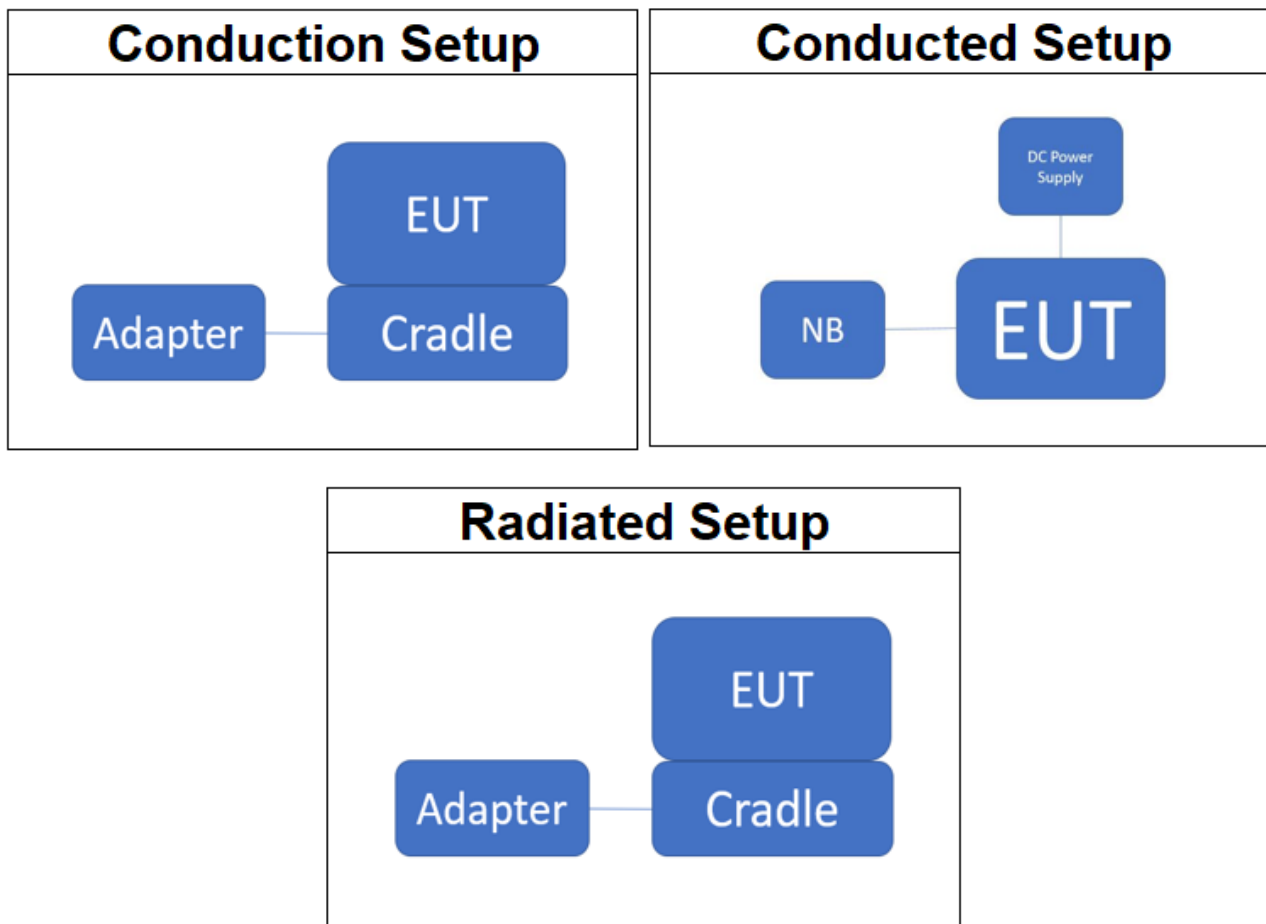 Conduction Setup
EUT
Adapter
Cradle
Conducted Setup
DC Power
Supply
NB
EUT
Radiated Setup
EUT
Adapter
Cradle